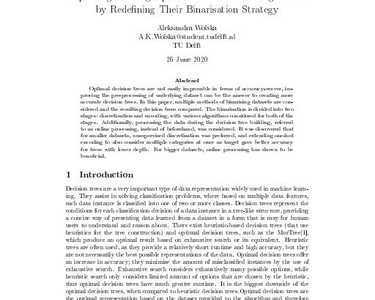 by Redefining Their Binarisation Strategy
Aleksandra Wolska
A.K.Wolska@student.tudelft.nl
TU Delft
26 June 2020
Abstract
Optimal decision trees are not easily improvable in terms of accuracy; however, improving the preprocessing of underlying dataset can be the answer to creating more
accurate decision trees. In this paper, multiple methods of binarising datasets are considered and the resulting trees are compared. The binarisation is divided into two
stages: discretisation and encoding, with various algorithms considered for both of the
stages. Additionally, processing the data during the decision tree building, referred
to as online processing, instead of beforehand, was considered. It was discovered that
for smaller datasets, unsupervised discretisation was preferred, and extending one-hot
encoding to also consider multiple categories at once as target gave better accuracy
for trees with lower depth. For bigger datasets, online processing has shown to be
beneficial.
1 Introduction
Decision trees are a very important type of data representation widely used in machine learning. They assist in solving classification problems, where based on multiple data features,
each data instance is classified into one of two or more classes. Decision trees represent the
conditions for each classification decision of a data instance in a tree-like structure, providing
a concise way of presenting data learned from a dataset in a form that is easy for human
users to understand and reason about. There exist heuristic-based decision trees (that use
heuristics for the tree construction) and optimal decision trees, such as the MurTree[1],
which produce an optimal result based on exhaustive search or its equivalent. Heuristic
trees are often used, as they provide a relatively short runtime and high accuracy, but they
are not necessarily the best possible representations of the data. Optimal decision trees offer
an increase in accuracy; they minimise the amount of misclassified instances by the use of
exhaustive search. Exhaustive search considers exhaustively many possible options, while
heuristic search only considers limited amount of options that are chosen by the heuristic,
thus optimal decision trees have much greater runtime. It is the biggest downside of the
optimal decision trees, when compared to heuristic decision trees. Optimal decision trees are
the optimal representation based on the dataset provided to the algorithm and therefore